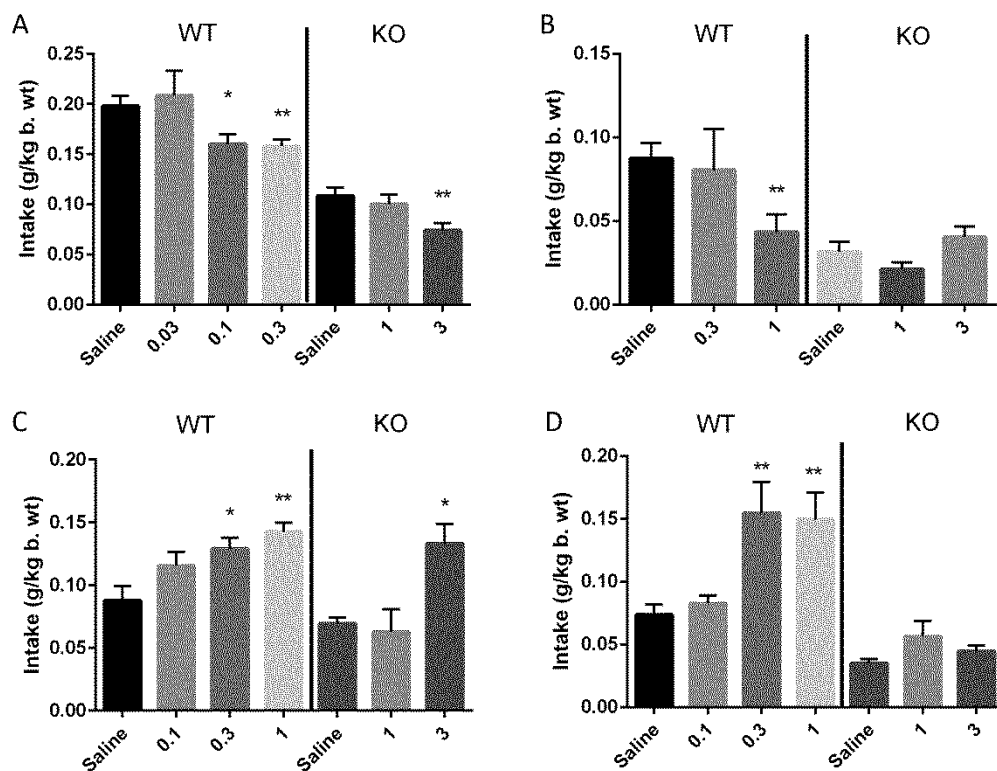 A
WT
KO
Intake (g/kg b. wt)
0.25
0.20
0.15
0.10
0.05
0.00
*
**
**
Saline
0.03
0.1
0.3
Saline
1
3
B
WT
KO
Intake (g/kg b. wt)
0.15
0.10
0.05
0.00
**
Saline
0.3
1
Saline
1
3
C
WT
KO
Intake (g/kg b. wt)
0.20
0.15
0.10
0.05
0.00
*
**
*
Saline
0.1
0.3
1
Saline
1
3
D
WT
KO
Intake (g/kg b. wt)
0.20
0.15
0.10
0.05
0.00
**
**
Saline
0.1
0.3
1
Saline
1
3